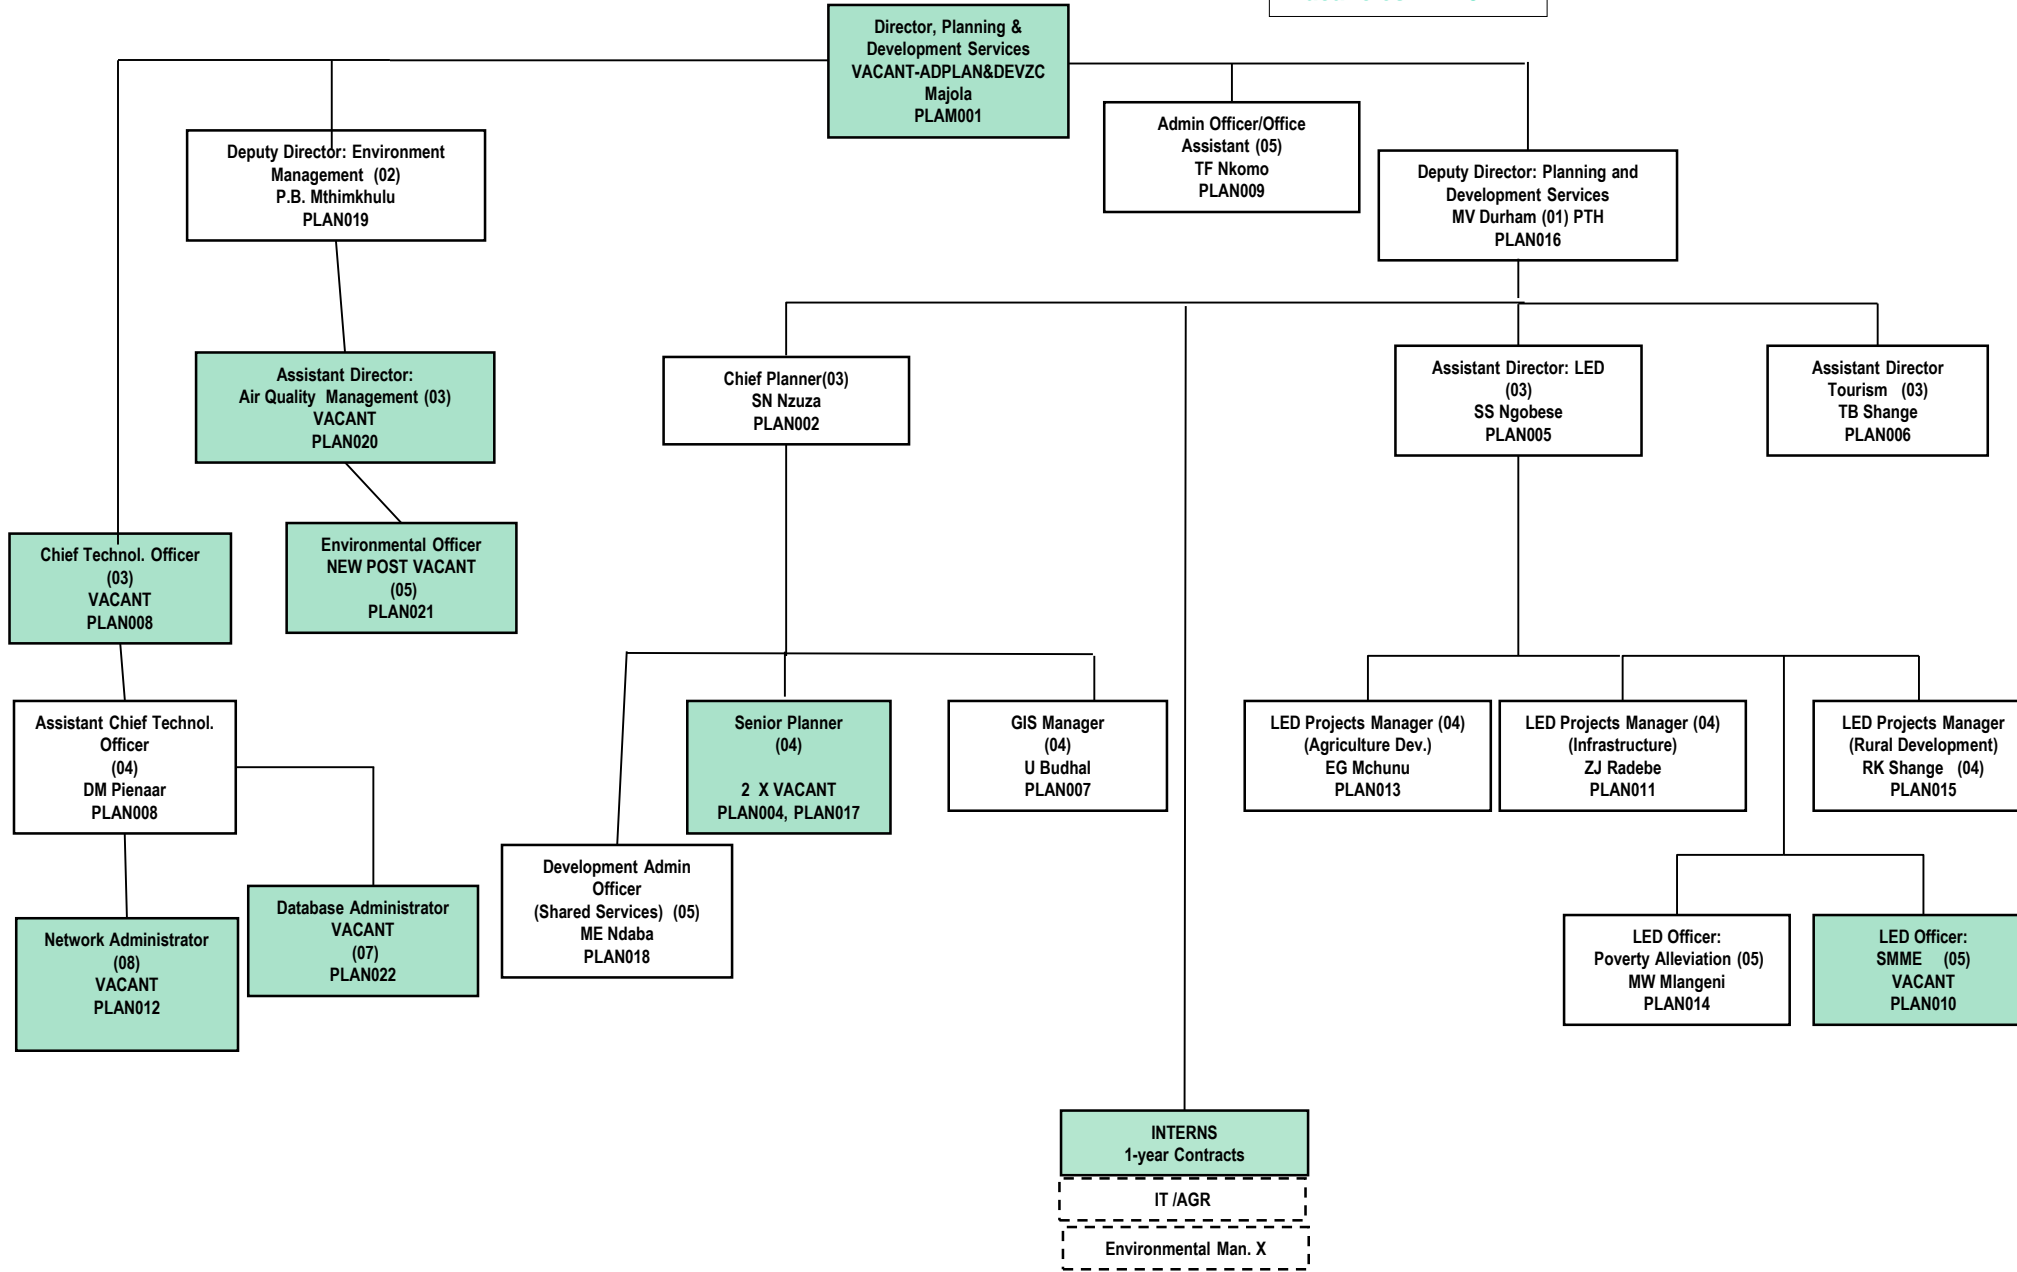 Director, Planning &
Development Services
VACANT-ADPLAN&DEVZC
Majola
PLAM001
Admin Officer/Office
Assistant (05)
TF Nkomo
PLAN009
Deputy Director: Environment
Management (02)
P.B. Mthimkhulu
PLAN019
Deputy Director: Planning and
Development Services
MV Durham (01) PTH
PLAN016
Assistant Director:
Air Quality Management (03)
VACANT
PLAN020
Chief Planner(03)
SN Nzuza
PLAN002
Assistant Director: LED
(03)
SS Ngobese
PLAN005
Assistant Director
Tourism (03)
TB Shange
PLAN006
Chief Technol. Officer
(03)
VACANT
PLAN008
Environmental Officer
NEW POST VACANT
(05)
PLAN021
Assistant Chief Technol.
Officer
(04)
DM Pienaar
PLAN008
Senior Planner
(04)
2 X VACANT
PLAN004, PLAN017
GIS Manager
(04)
U Budhal
PLAN007
LED Projects Manager (04)
(Agriculture Dev.)
EG Mchunu
PLAN013
LED Projects Manager (04)
(Infrastructure)
ZJ Radebe
PLAN011
LED Projects Manager
(Rural Development)
RK Shange (04)
PLAN015
Development Admin
Officer
(Shared Services) (05)
ME Ndaba
PLAN018
Database Administrator
VACANT
(07)
PLAN022
Network Administrator
(08)
VACANT
PLAN012
LED Officer:
Poverty Alleviation (05)
MW Mlangeni
PLAN014
LED Officer:
SMME (05)
VACANT
PLAN010
INTERNS
1-year Contracts
IT /AGR
Environmental Man. X